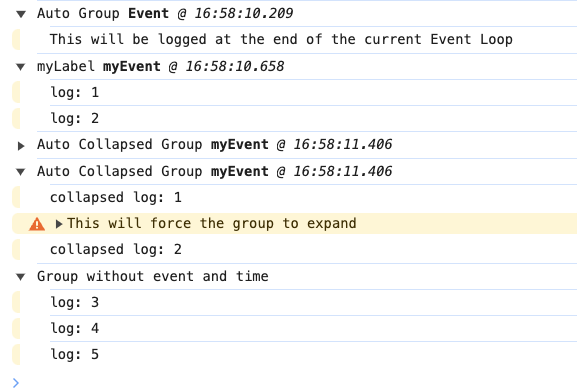 Auto Group Event @ 16:58:10.209
This will be logged at the end of the current Event Loop
myLabel myEvent @ 16:58:10.658
log: 1
log: 2
Auto Collapsed Group myEvent @ 16:58:11.406
Auto Collapsed Group myEvent @ 16:58:11.406
collapsed log: 1
This will force the group to expand
collapsed log: 2
Group without event and time
log: 3
log: 4
log: 5